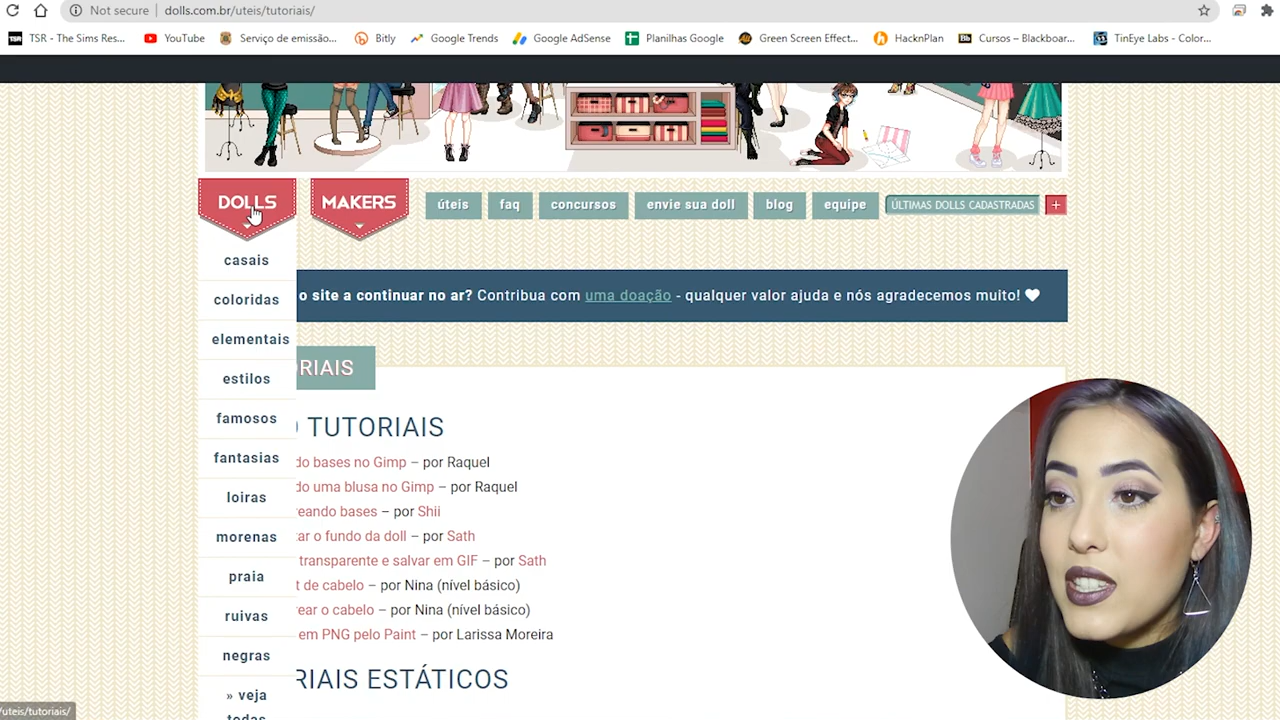 Not secure
dolls.com.br/uteis/tutoriais/
TSR - The Sims Res...
YouTube
Serviço de emissão...
Bitly
Google Trends
Google AdSense
Planilhas Google
Green Screen Effect...
HacknPlan
Bb
Cursos – Blackboar...
TinEye Labs - Color...
DOLLS
MAKERS
úteis
faq
concursos
envie sua doll
blog
equipe
ÚLTIMAS DOLLS CADASTRADAS
+
casais
coloridas
elementais
estilos
famosos
fantasias
loiras
morenas
praia
ruivas
negras
» veja
todas
o site a continuar no ar? Contribua com uma doação - qualquer valor ajuda e nós agradecemos muito!
RIAIS
TUTORIAIS
do bases no Gimp – por Raquel
do uma blusa no Gimp – por Raquel
reando bases – por Shii
ar o fundo da doll – por Sath
transparente e salvar em GIF – por Sath
t de cabelo – por Nina (nível básico)
rear o cabelo – por Nina (nível básico)
em PNG pelo Paint – por Larissa Moreira
RIAIS ESTÁTICOS
/uteis/tutoriais/